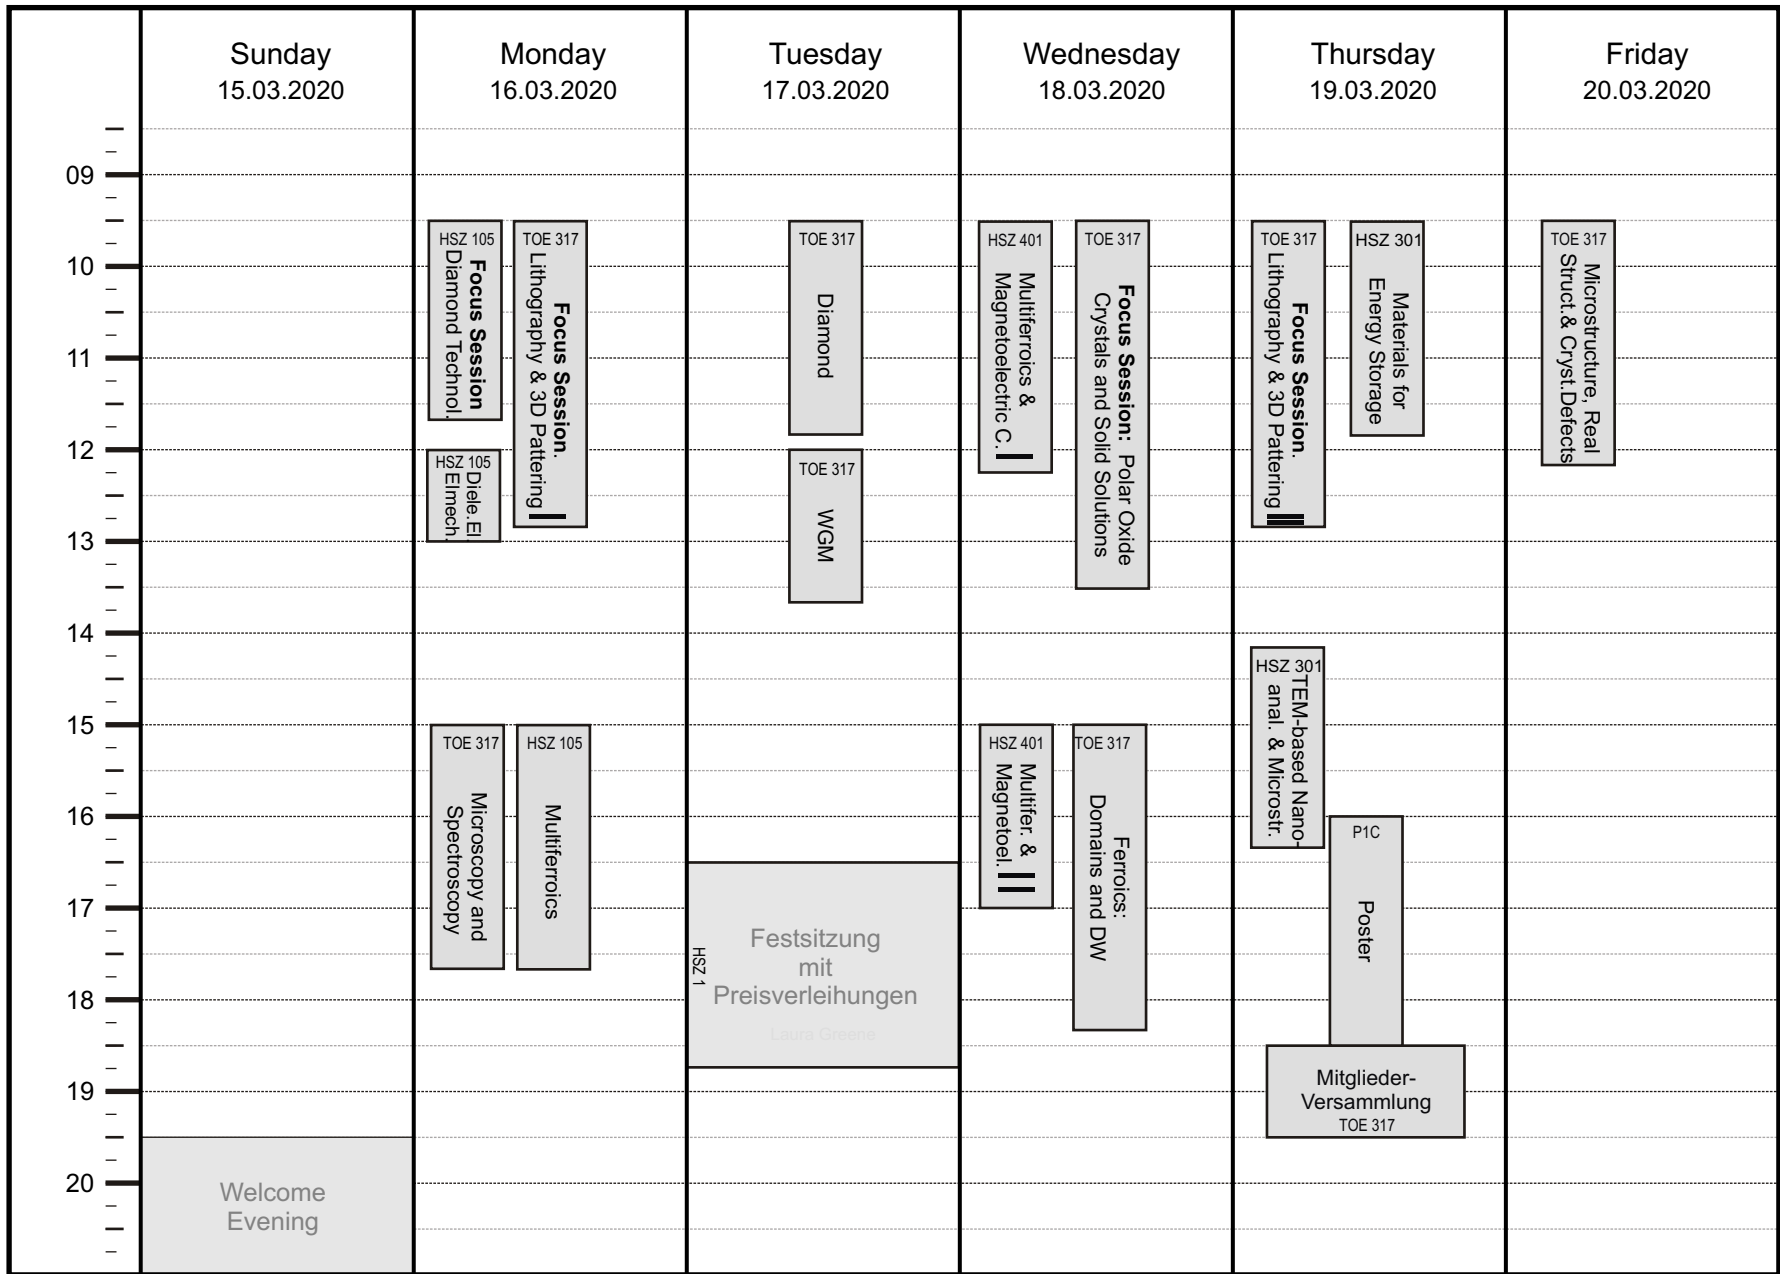 Sunday
15.03.2020
Monday
16.03.2020
Tuesday
17.03.2020
Wednesday
18.03.2020
Thursday
19.03.2020
Friday
20.03.2020
09
10
11
12
13
14
15
16
17
18
19
20
Welcome
Evening
HSZ 105
Focus Session
Diamond Technol.
TOE 317
Focus Session.
Lithography & 3D Pattering I
HSZ 105
Diele.El.
Elmech.
TOE 317
Microscopy and
Spectroscopy
HSZ 105
Multiferroics
TOE 317
Diamond
TOE 317
WGM
HSZ 1
Festsitzung
mit
Preisverleihungen
Laura Greene
HSZ 401
Multiferroics &
Magnetoelectric C. I
TOE 317
Focus Session: Polar Oxide
Crystals and Solid Solutions
HSZ 401
Multifer. &
Magnetoel. II
TOE 317
Ferroics:
Domains and DW
TOE 317
Focus Session.
Lithography & 3D Pattering II
HSZ 301
Materials for
Energy Storage
HSZ 301
TEM-based Nano-
anal. & Microstr.
P1C
Poster
Mitglieder-
Versammlung
TOE 317
TOE 317
Microstructure, Real
Struct.& Cryst.Defects